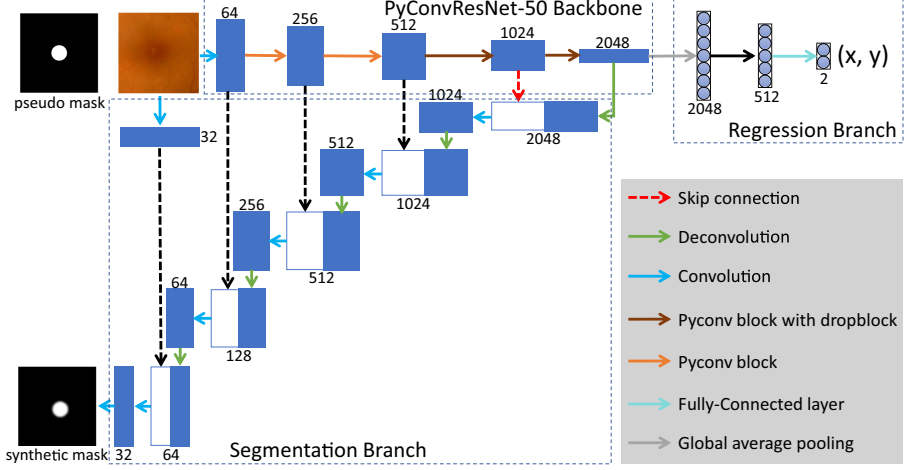 PyConvResNet-50 Backbone
64
256
512
1024
2048
pseudo mask
2048
512
2
(x, y)
Regression Branch
32
1024
2048
512
1024
256
512
64
128
synthetic mask
32
64
Segmentation Branch
Skip connection
Deconvolution
Convolution
Pyconv block with dropblock
Pyconv block
Fully-Connected layer
Global average pooling